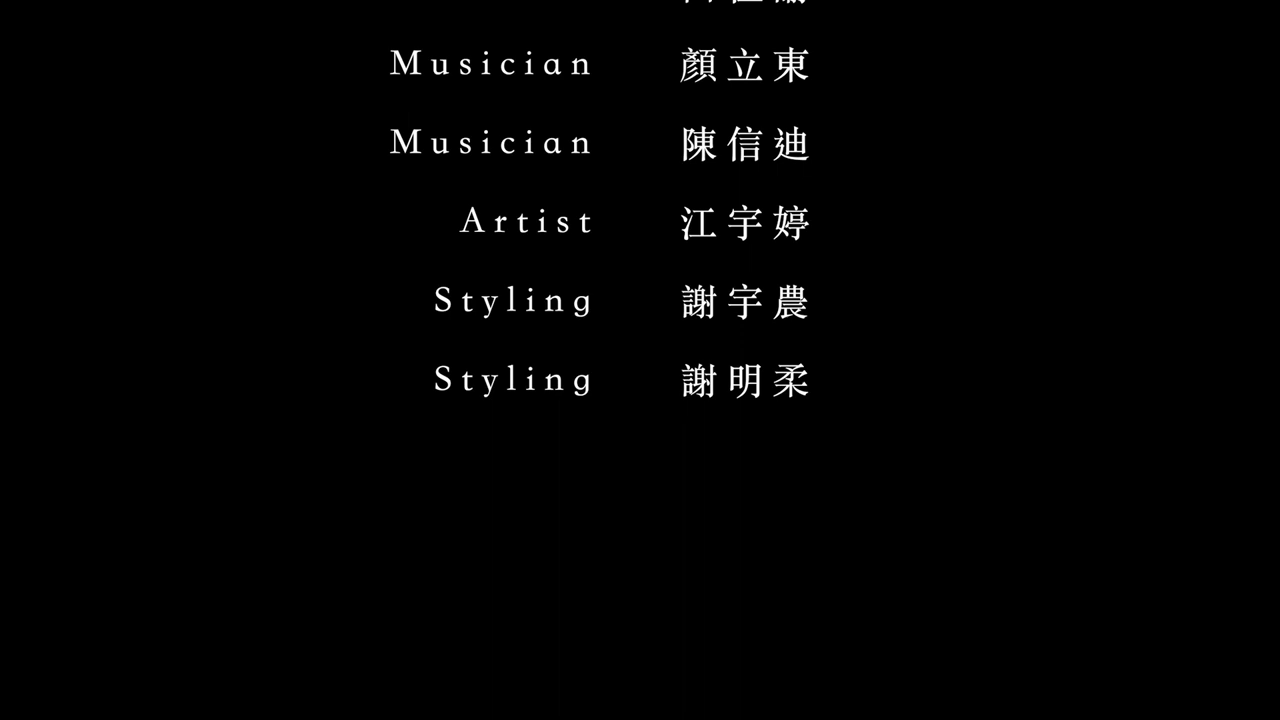 Musician 顏立東
Musician 陳信迪
Artist 江宇婷
Styling 謝宇農
Styling 謝明柔